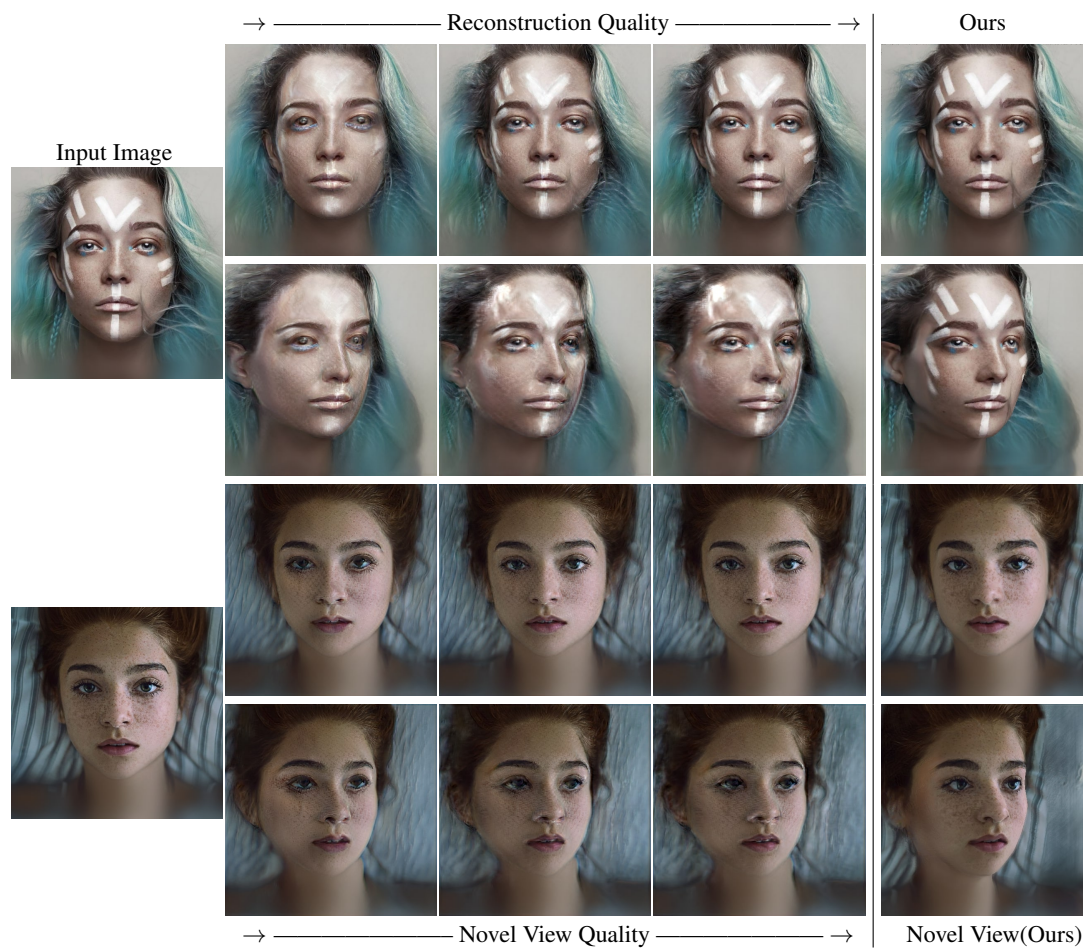 → —————— Reconstruction Quality —————— →
Ours
Input Image
→ —————— Novel View Quality —————— →
Novel View(Ours)